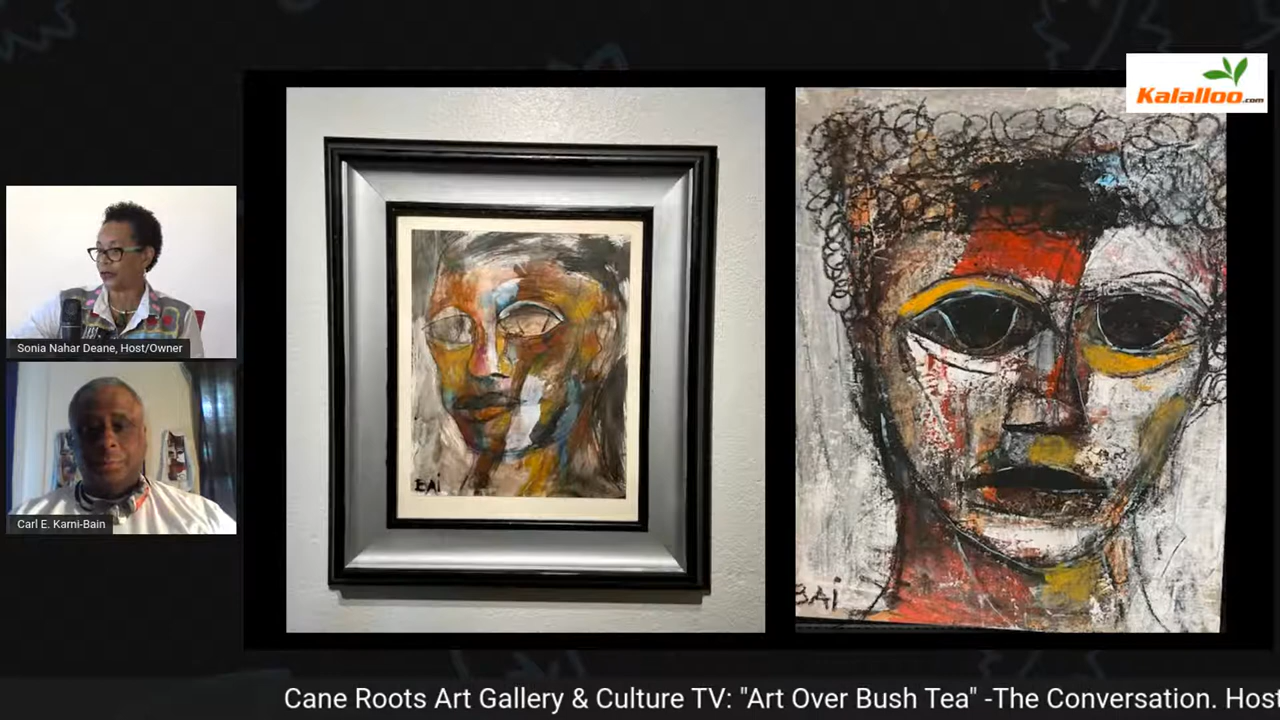 Kalalloo.com
Sonia Nahar Deane, Host/Owner
Carl E. Karni-Bain
BAi
BAi
Cane Roots Art Gallery & Culture TV: "Art Over Bush Tea" -The Conversation. Host